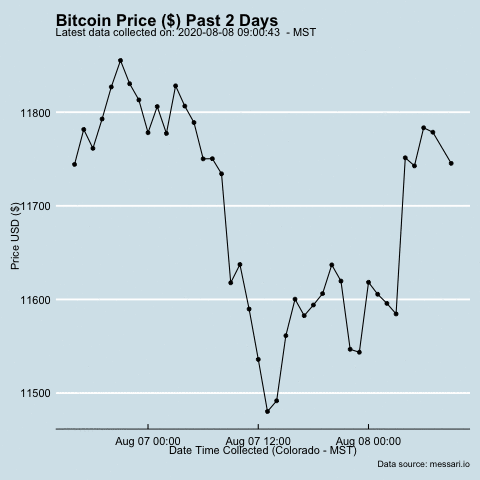 Bitcoin Price ($) Past 2 Days
Latest data collected on: 2020-08-08 09:00:43  - MST
11800
11700
11600
11500
Price USD ($)
Aug 07 00:00 Aug 07 12:00 Aug 08 00:00
Date Time Collected (Colorado - MST)
Data source: messari.io